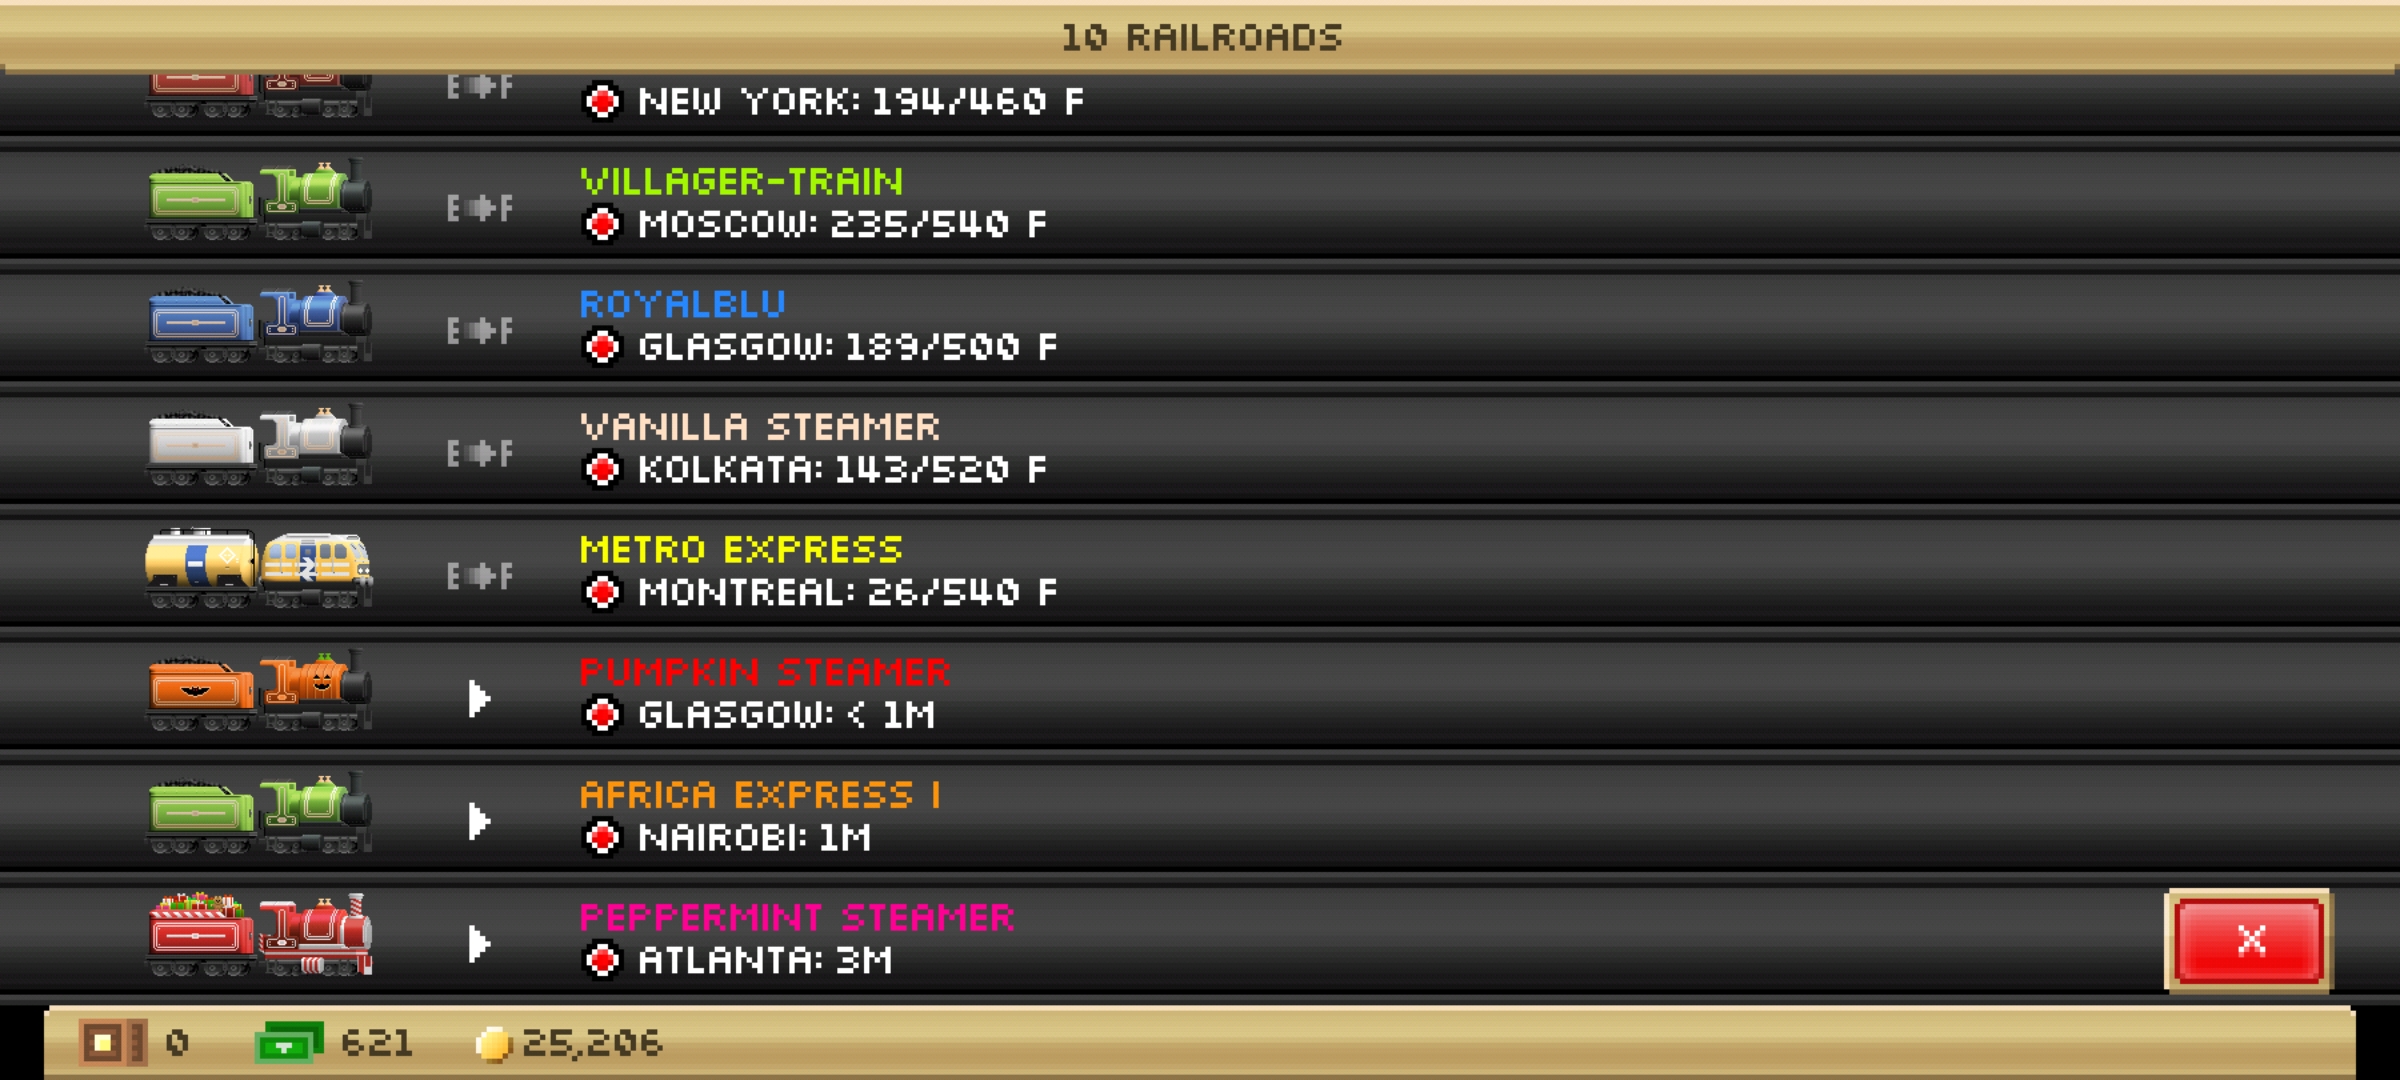 10 RAILROADS
E F
NEW YORK: 194/460 F
VILLAGER-TRAIN
E F
MOSCOW: 235/540 F
ROYALBLU
E F
GLASGOW: 189/500 F
VANILLA STEAMER
E F
KOLKATA: 143/520 F
METRO EXPRESS
E F
MONTREAL: 26/540 F
PUMPKIN STEAMER
GLASGOW: < 1M
AFRICA EXPRESS I
NAIROBI: 1M
PEPPERMINT STEAMER
ATLANTA: 3M
X
0 621 25,206